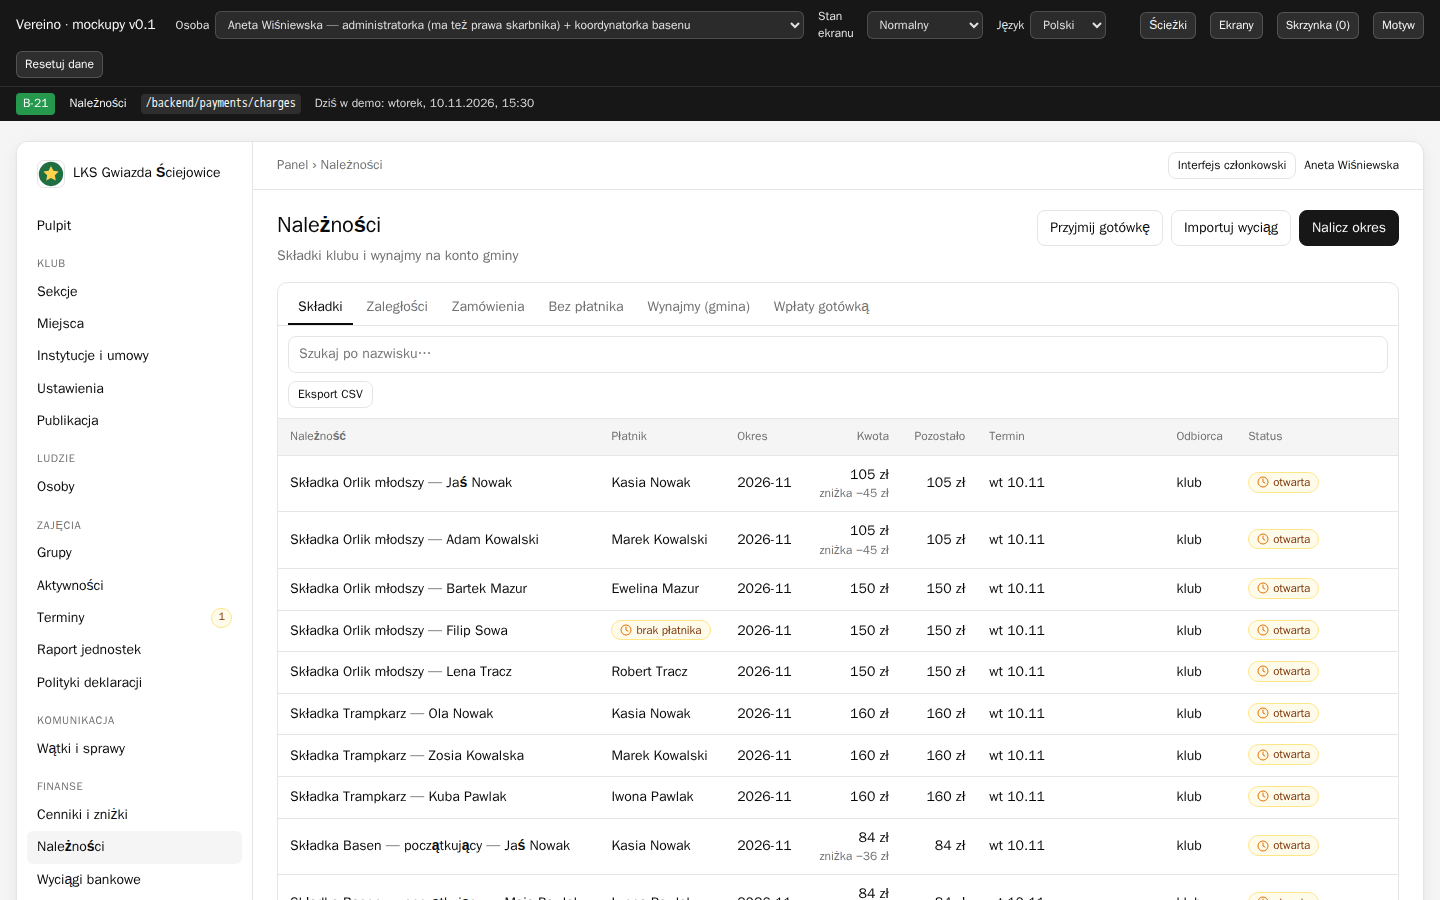 Vereino · mockupy v0.1
Osoba
Aneta Wiśniewska — administratorka (ma też prawa skarbnika) + koordynatorka basenu
Stan ekranu
Normalny
Język
Polski
Ścieżki
Ekrany
Skrzynka (0)
Motyw
Resetuj dane
B-21
Należności
/backend/payments/charges
Dziś w demo: wtorek, 10.11.2026, 15:30
LKS Gwiazda Ściejowice
Pulpit
KLUB
Sekcje
Miejsca
Instytucje i umowy
Ustawienia
Publikacja
LUDZIE
Osoby
ZAJĘCIA
Grupy
Aktywności
Terminy 1
Raport jednostek
Polityki deklaracji
KOMUNIKACJA
Wątki i sprawy
FINANSE
Cenniki i zniżki
Należności
Wyciągi bankowe
Panel › Należności
Interfejs członkowski
Aneta Wiśniewska
Należności
Składki klubu i wynajmy na konto gminy
Przyjmij gotówkę
Importuj wyciąg
Nalicz okres
Składki
Zaległości
Zamówienia
Bez płatnika
Wynajmy (gmina)
Wpłaty gotówką
Szukaj po nazwisku…
Eksport CSV
Należność Płatnik Okres Kwota Pozostało Termin Odbiorca Status
Składka Orlik młodszy — Jaś Nowak Kasia Nowak 2026-11 105 zł zniżka −45 zł 105 zł wt 10.11 klub otwarta
Składka Orlik młodszy — Adam Kowalski Marek Kowalski 2026-11 105 zł zniżka −45 zł 105 zł wt 10.11 klub otwarta
Składka Orlik młodszy — Bartek Mazur Ewelina Mazur 2026-11 150 zł 150 zł wt 10.11 klub otwarta
Składka Orlik młodszy — Filip Sowa brak płatnika 2026-11 150 zł 150 zł wt 10.11 klub otwarta
Składka Orlik młodszy — Lena Tracz Robert Tracz 2026-11 150 zł 150 zł wt 10.11 klub otwarta
Składka Trampkarz — Ola Nowak Kasia Nowak 2026-11 160 zł 160 zł wt 10.11 klub otwarta
Składka Trampkarz — Zosia Kowalska Marek Kowalski 2026-11 160 zł 160 zł wt 10.11 klub otwarta
Składka Trampkarz — Kuba Pawlak Iwona Pawlak 2026-11 160 zł 160 zł wt 10.11 klub otwarta
Składka Basen — początkujący — Jaś Nowak Kasia Nowak 2026-11 84 zł zniżka −36 zł 84 zł wt 10.11 klub otwarta
84 zł